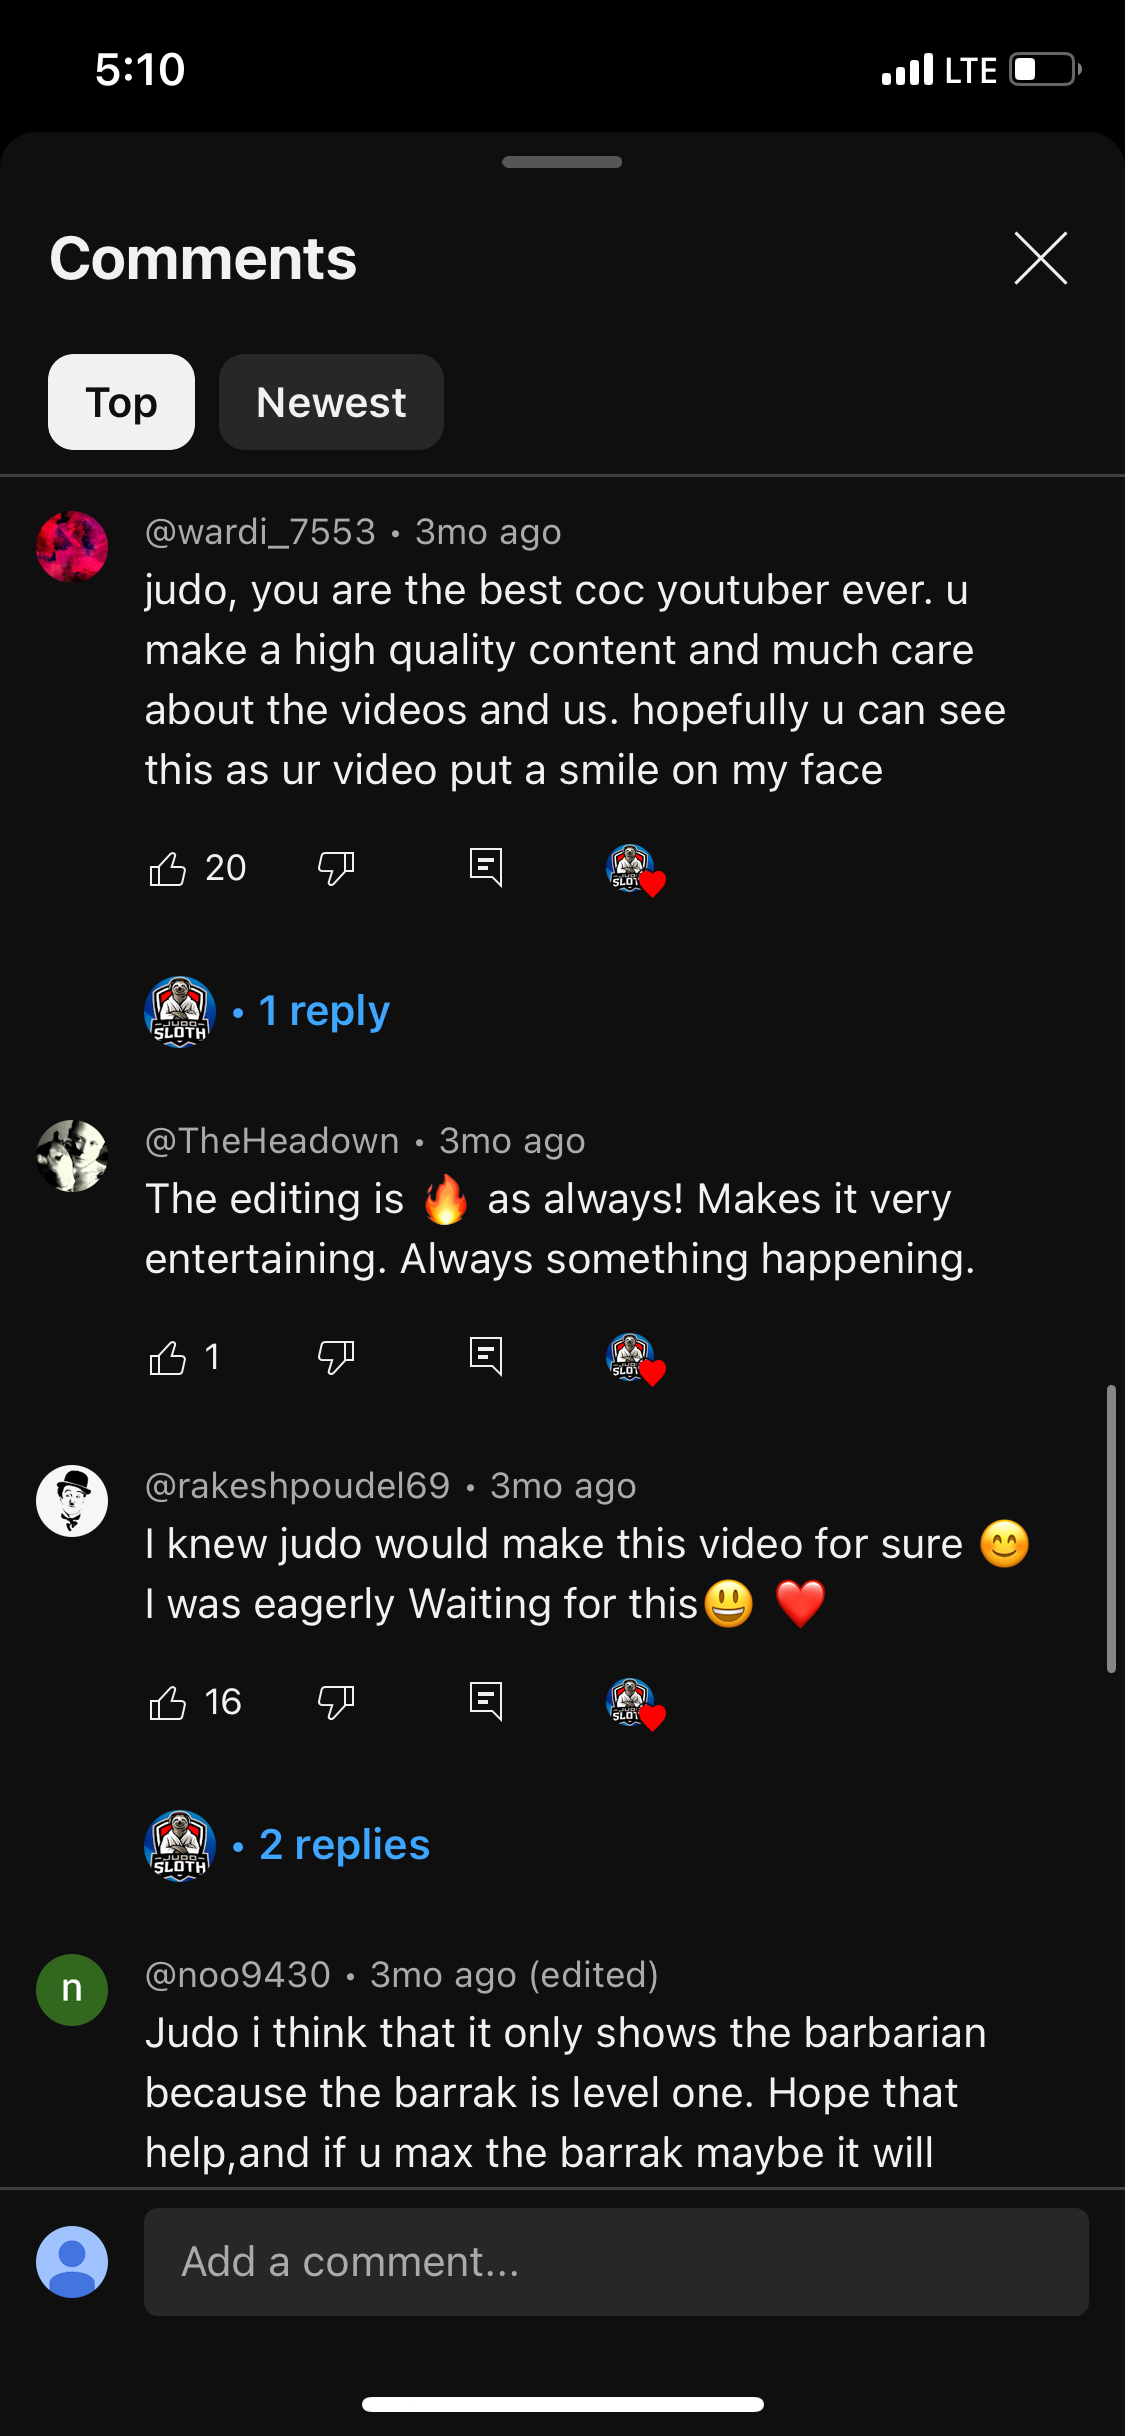 5:10
LTE
Comments
Top
Newest
@wardi_7553 • 3mo ago
judo, you are the best coc youtuber ever. u
make a high quality content and much care
about the videos and us. hopefully u can see
this as ur video put a smile on my face
20
JUDO
SLOTH
• 1 reply
@TheHeadown • 3mo ago
The editing is 🔥 as always! Makes it very
entertaining. Always something happening.
1
@rakeshpoudel69 • 3mo ago
I knew judo would make this video for sure 😊
I was eagerly Waiting for this😃 ❤️
16
JUDO
SLOTH
• 2 replies
n
@noo9430 • 3mo ago (edited)
Judo i think that it only shows the barbarian
because the barrak is level one. Hope that
help,and if u max the barrak maybe it will
Add a comment...